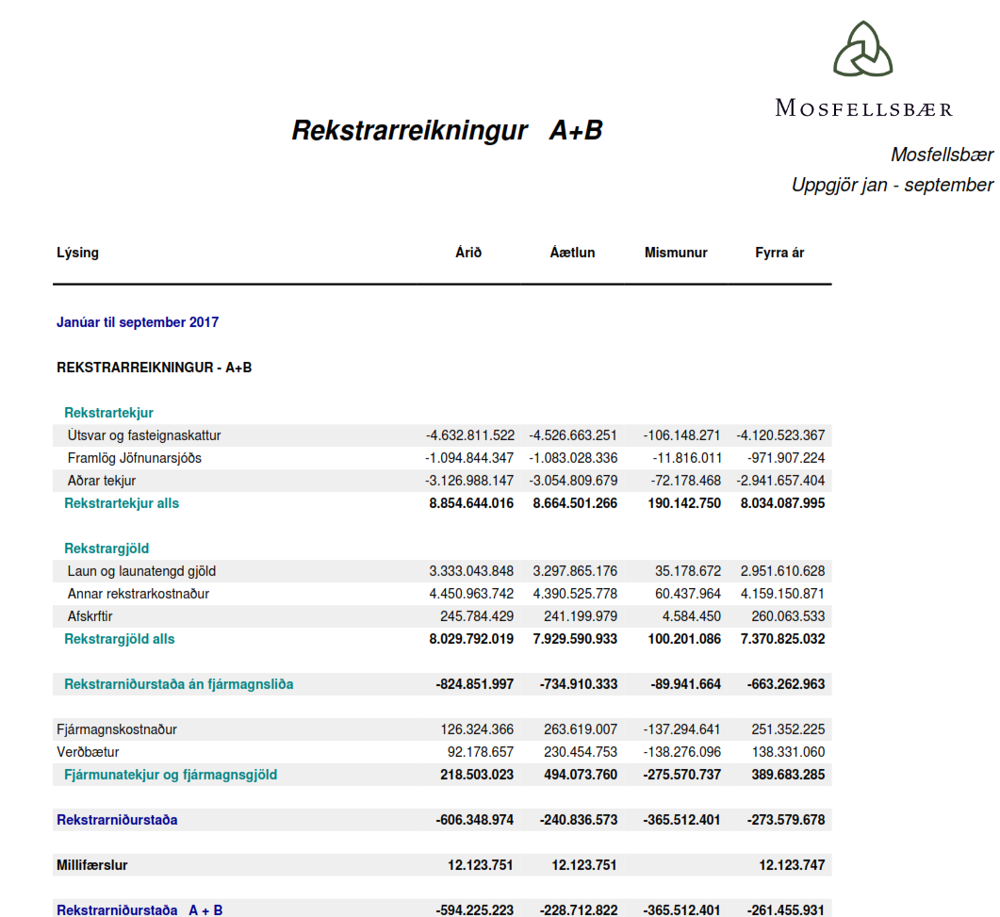 MOSFELLSBÆR
Rekstrarreikningur A+B
Mosfellsbær
Uppgjör jan - september
Lýsing Árið Áætlun Mismunur Fyrra ár
Janúar til september 2017
REKSTRARREIKNINGUR - A+B
Rekstrartekjur
Útsvar og fasteignaskattur -4.632.811.522 -4.526.663.251 -106.148.271 -4.120.523.367
Framlög Jöfnunarsjóðs -1.094.844.347 -1.083.028.336 -11.816.011 -971.907.224
Aðrar tekjur -3.126.988.147 -3.054.809.679 -72.178.468 -2.941.657.404
Rekstrartekjur alls 8.854.644.016 8.664.501.266 190.142.750 8.034.087.995
Rekstrargjöld
Laun og launatengd gjöld 3.333.043.848 3.297.865.176 35.178.672 2.951.610.628
Annar rekstrarkostnaður 4.450.963.742 4.390.525.778 60.437.964 4.159.150.871
Afskrftir 245.784.429 241.199.979 4.584.450 260.063.533
Rekstrargjöld alls 8.029.792.019 7.929.590.933 100.201.086 7.370.825.032
Rekstrarniðurstaða án fjármagnsliða -824.851.997 -734.910.333 -89.941.664 -663.262.963
Fjármagnskostnaður 126.324.366 263.619.007 -137.294.641 251.352.225
Verðbætur 92.178.657 230.454.753 -138.276.096 138.331.060
Fjármunatekjur og fjármagnsgjöld 218.503.023 494.073.760 -275.570.737 389.683.285
Rekstrarniðurstaða -606.348.974 -240.836.573 -365.512.401 -273.579.678
Millifærslur 12.123.751 12.123.751 12.123.747
Rekstrarniðurstaða A + B -594.225.223 -228.712.822 -365.512.401 -261.455.931